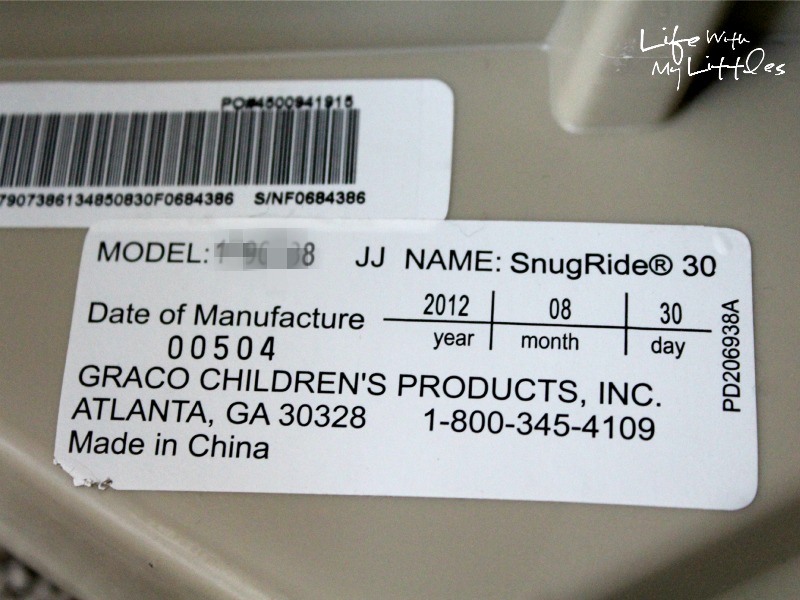 Life With
My Littles
PO#4500941915
7907386134850830F0684386 S/NF0684386
MODEL: JJ NAME: SnugRide® 30
Date of Manufacture 2012 08 30
year month day
00504
GRACO CHILDREN'S PRODUCTS, INC.
ATLANTA, GA 30328 1-800-345-4109
Made in China
PD206938A